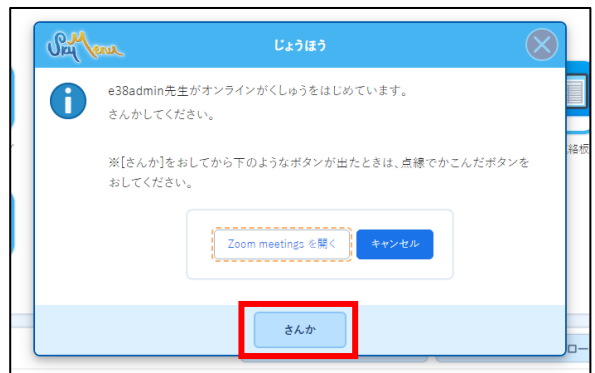 SkyMenu
じょうほう
e38admin先生がオンラインがくしゅうをはじめています。
さんかしてください。
※[さんか]をおしてから下のようなボタンが出たときは、点線でかこんだボタンを
おしてください。
Zoom meetings を開く
キャンセル
さんか
絡板
ロー